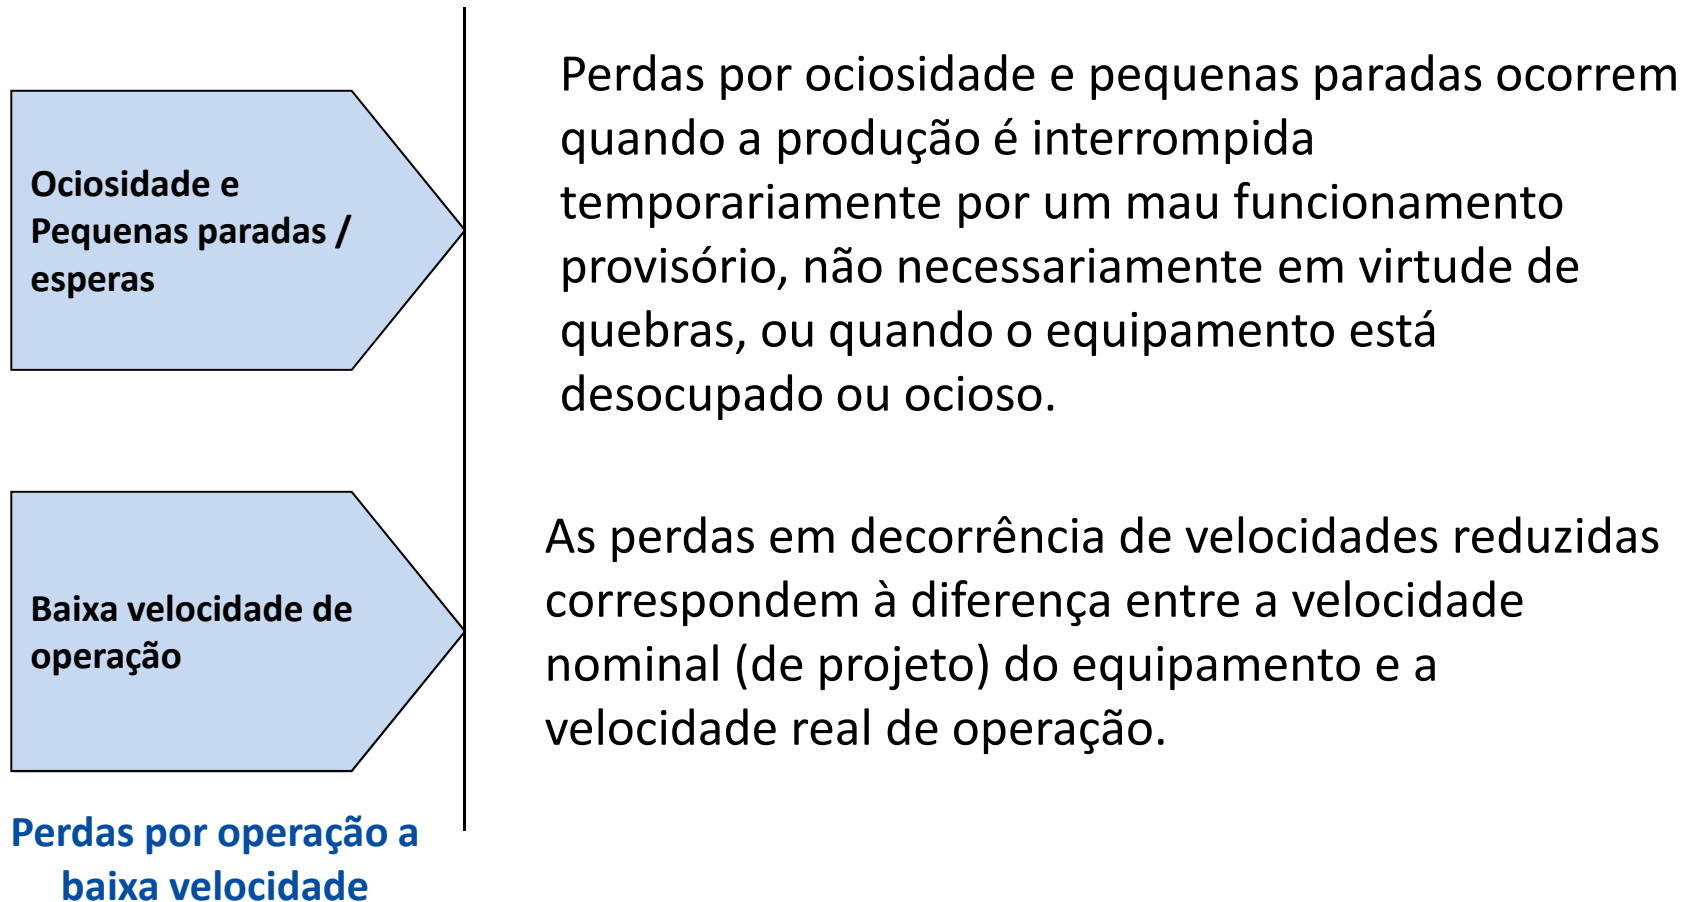 Ociosidade e
Pequenas paradas /
esperas
Perdas por ociosidade e pequenas paradas ocorrem
quando a produção é interrompida
temporariamente por um mau funcionamento
provisório, não necessariamente em virtude de
quebras, ou quando o equipamento está
desocupado ou ocioso.
Baixa velocidade de
operação
As perdas em decorrência de velocidades reduzidas
correspondem à diferença entre a velocidade
nominal (de projeto) do equipamento e a
velocidade real de operação.
Perdas por operação a
baixa velocidade